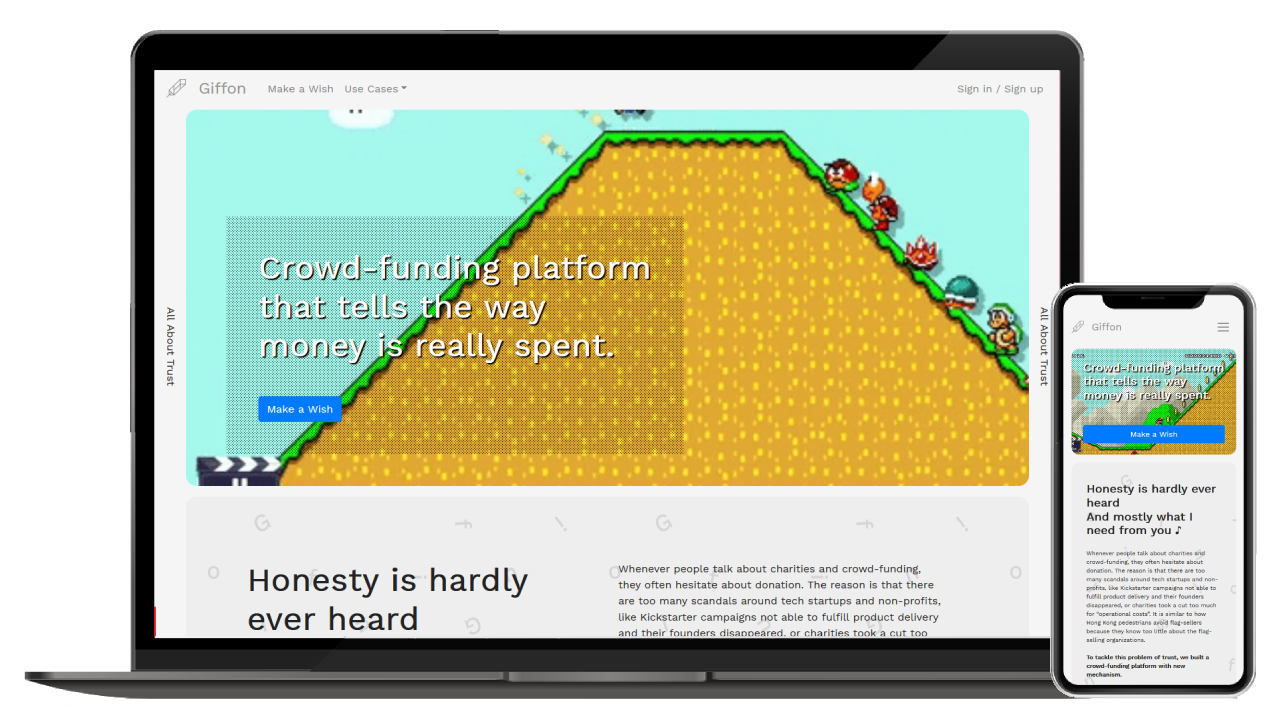 Giffon
Make a Wish
Use Cases
Sign in / Sign up
All About Trust
Crowd-funding platform
that tells the way
money is really spent.
Make a Wish
All About Trust
Honesty is hardly
ever heard
Whenever people talk about charities and crowd-funding,
they often hesitate about donation. The reason is that there
are too many scandals around tech startups and non-profits,
like Kickstarter campaigns not able to fulfill product delivery
and their founders disappeared, or charities took a cut too
Giffon
Crowd-funding platform
that tells the way
money is really spent.
Make a Wish
Honesty is hardly ever
heard
And mostly what I
need from you ♪
Whenever people talk about charities and
crowd-funding, they often hesitate about
donation. The reason is that there are too
many scandals around tech startups and non-
profits, like Kickstarter campaigns not able to
fulfill product delivery and their founders
disappeared, or charities took a cut too much
for "operational costs". It is similar to how
Hong Kong pedestrians avoid flag-sellers
because they know too little about the flag-
selling organizations.
To tackle this problem of trust, we built a
crowd-funding platform with new
mechanism.